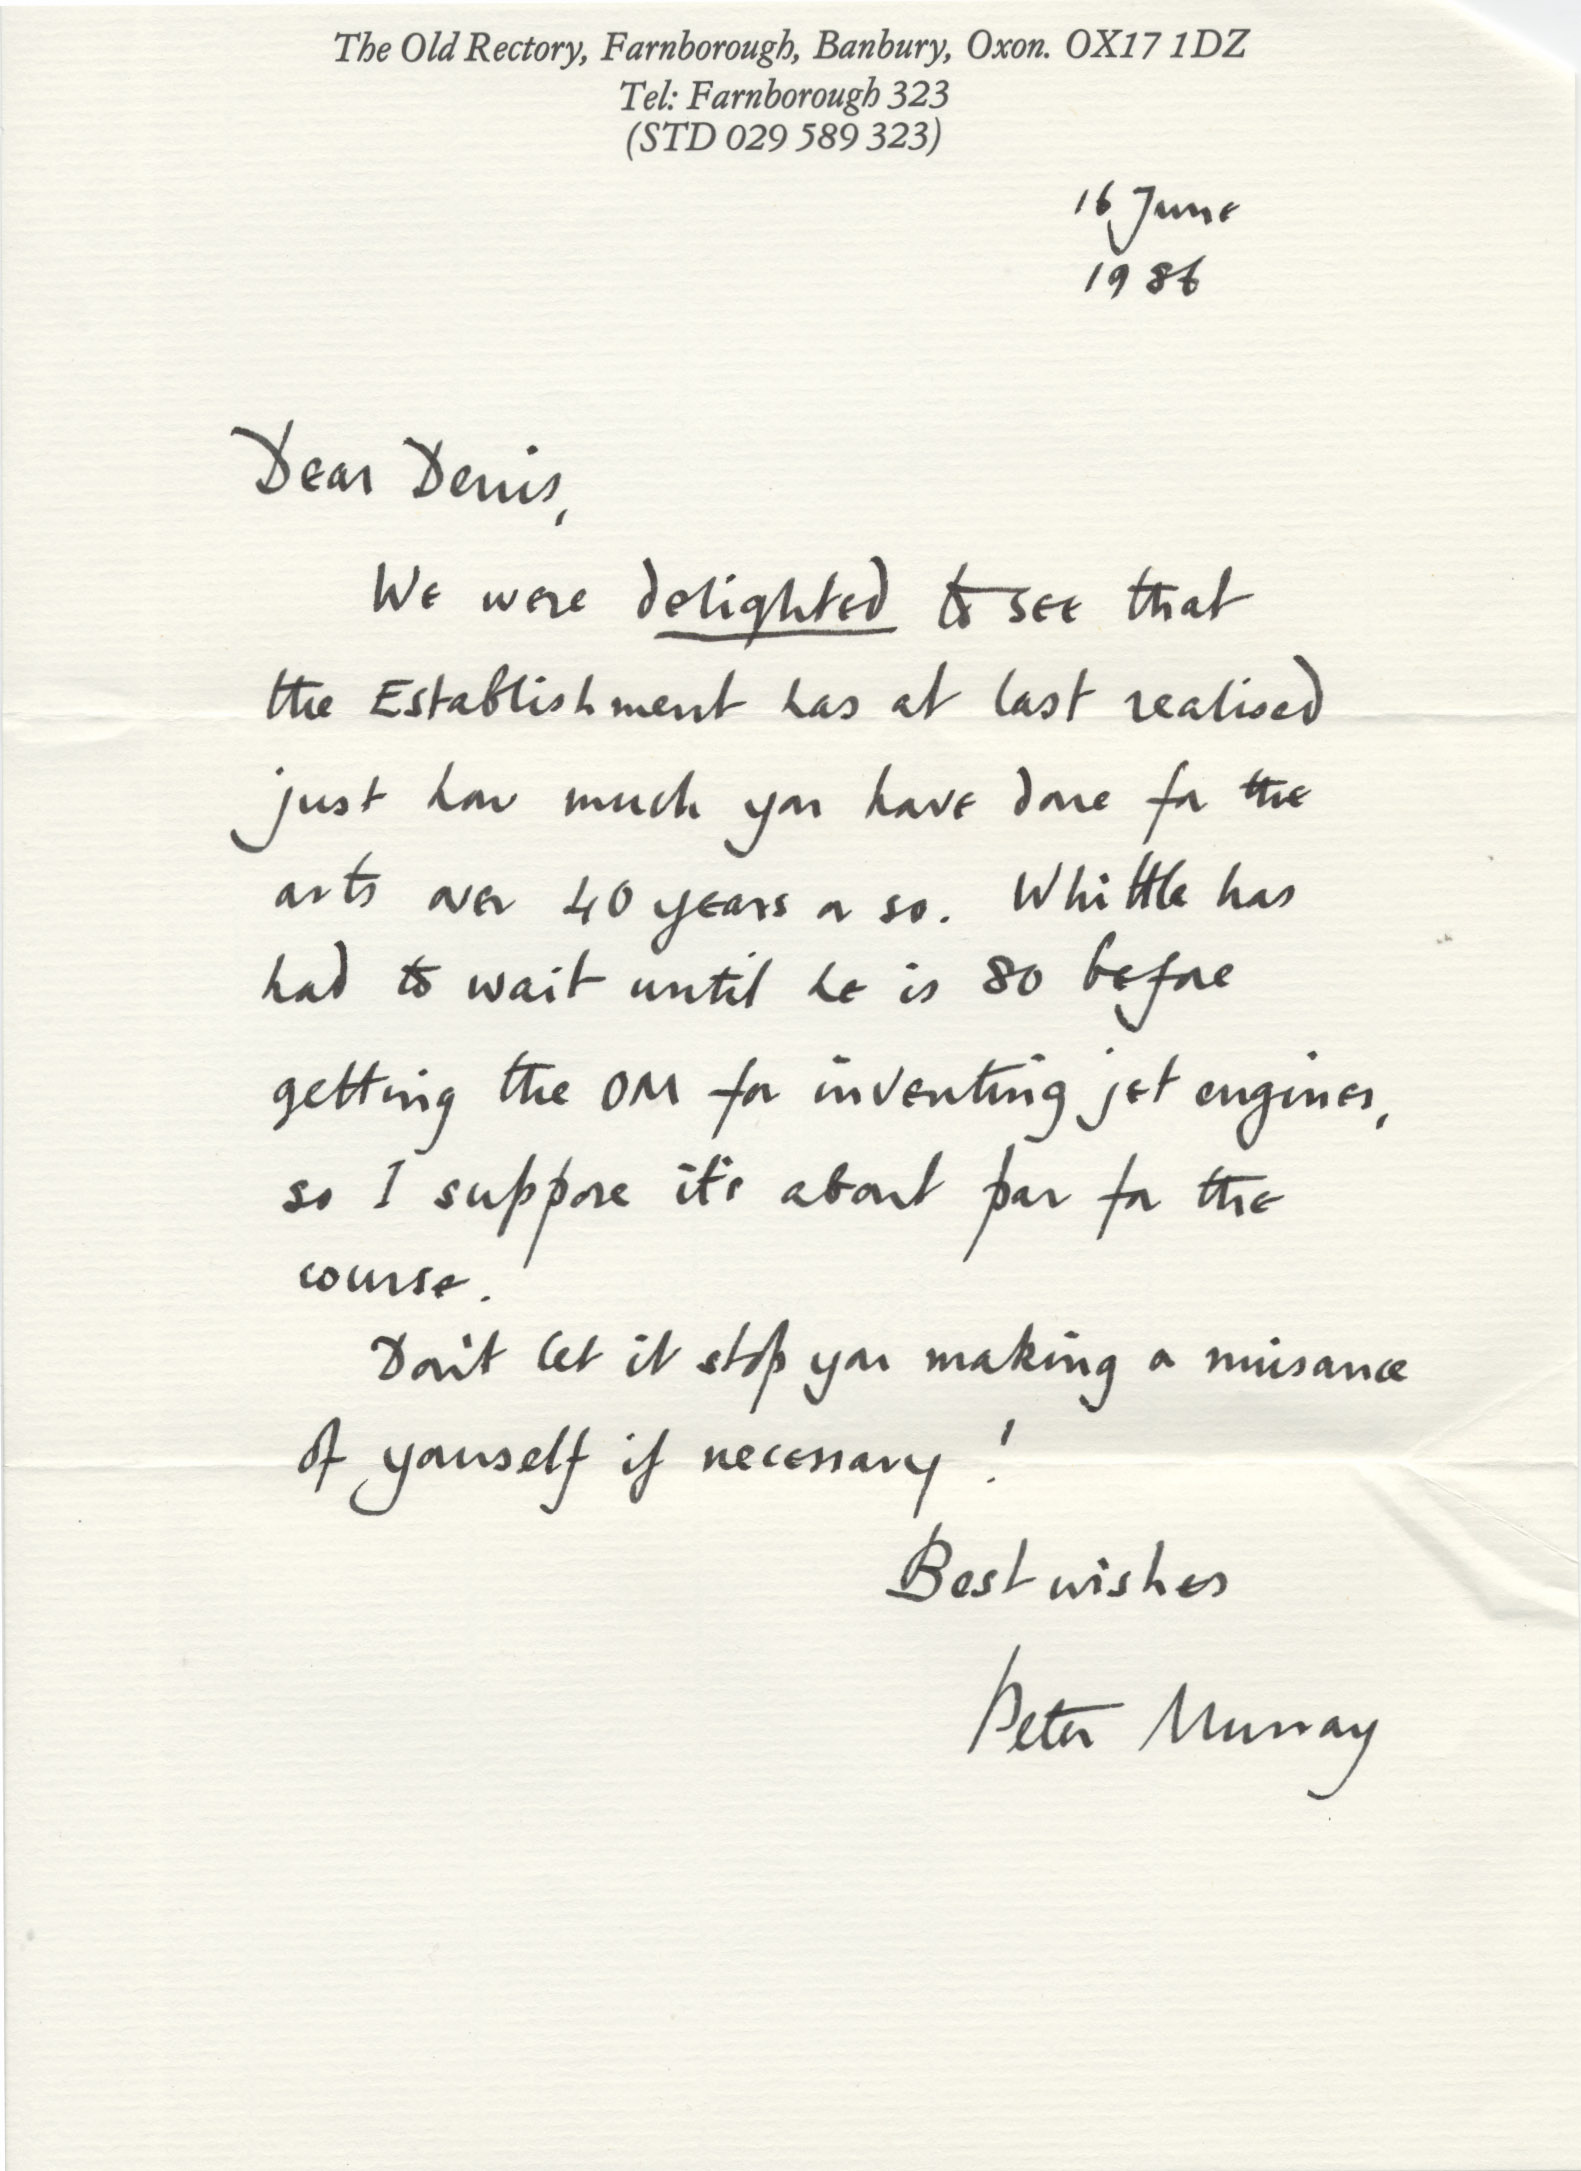 The Old Rectory, Farnborough, Banbury, Oxon. OX17 1DZ
Tel: Farnborough 323
(STD 029 589 323)
16 June
1986
Dear Denis,
We were delighted to see that
the Establishment has at last realised
just how much you have done for the
arts over 40 years or so. Whittle has
had to wait until he is 80 before
getting the OM for inventing jet engines,
so I suppose it's about par for the
course.
Don't let it stop you making a nuisance
of yourself if necessary!
Best wishes
Peter Murray